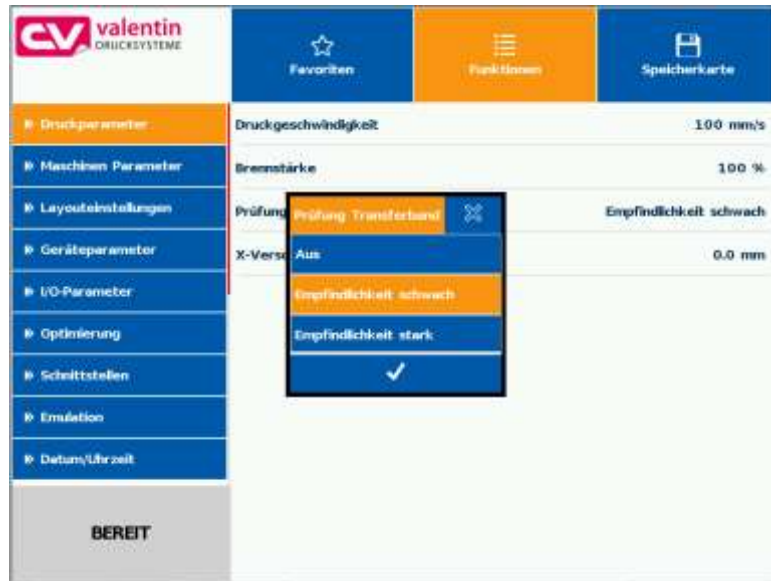 CV valentin
DRUCKSYSTEME
Favoriten
Funktionen
Speicherkarte
Druckparameter
Maschinen Parameter
Layouteinstellungen
Geräteparameter
I/O-Parameter
Optimierung
Schnittstellen
Emulation
Datum/Uhrzeit
BEREIT
Druckgeschwindigkeit 100 mm/s
Brennstärke 100 %
Prüfung Empfindlichkeit schwach
X-Versc 0.0 mm
Prüfung Transferband
Aus
Empfindlichkeit schwach
Empfindlichkeit stark